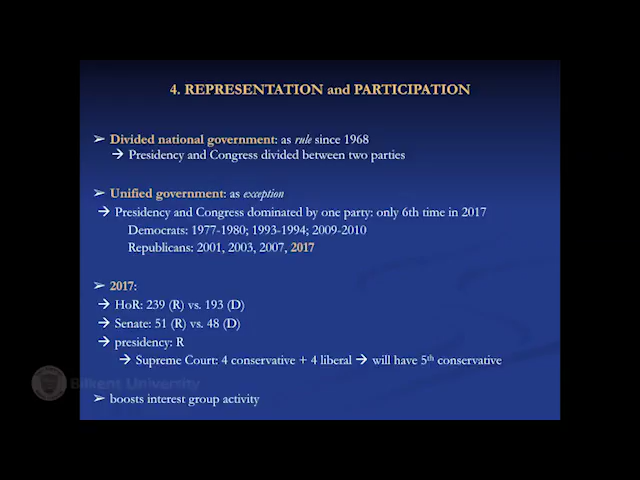 4. REPRESENTATION and PARTICIPATION
➢ Divided national government: as rule since 1968
→ Presidency and Congress divided between two parties
➢ Unified government: as exception
→ Presidency and Congress dominated by one party: only 6th time in 2017
Democrats: 1977-1980; 1993-1994; 2009-2010
Republicans: 2001, 2003, 2007, 2017
➢ 2017:
→ HoR: 239 (R) vs. 193 (D)
→ Senate: 51 (R) vs. 48 (D)
→ presidency: R
→ Supreme Court: 4 conservative + 4 liberal → will have 5th conservative
Bilkent University
➢ boosts interest group activity